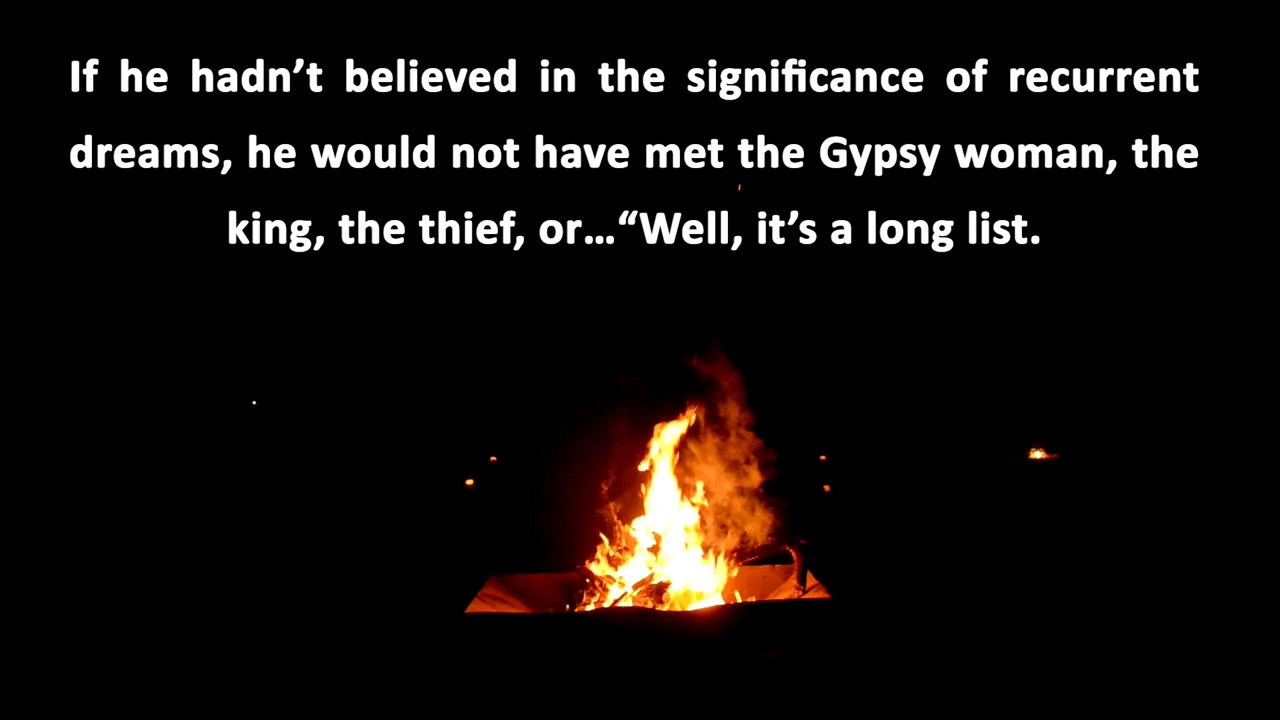 If he hadn’t believed in the significance of recurrent
dreams, he would not have met the Gypsy woman, the
king, the thief, or…“Well, it’s a long list.